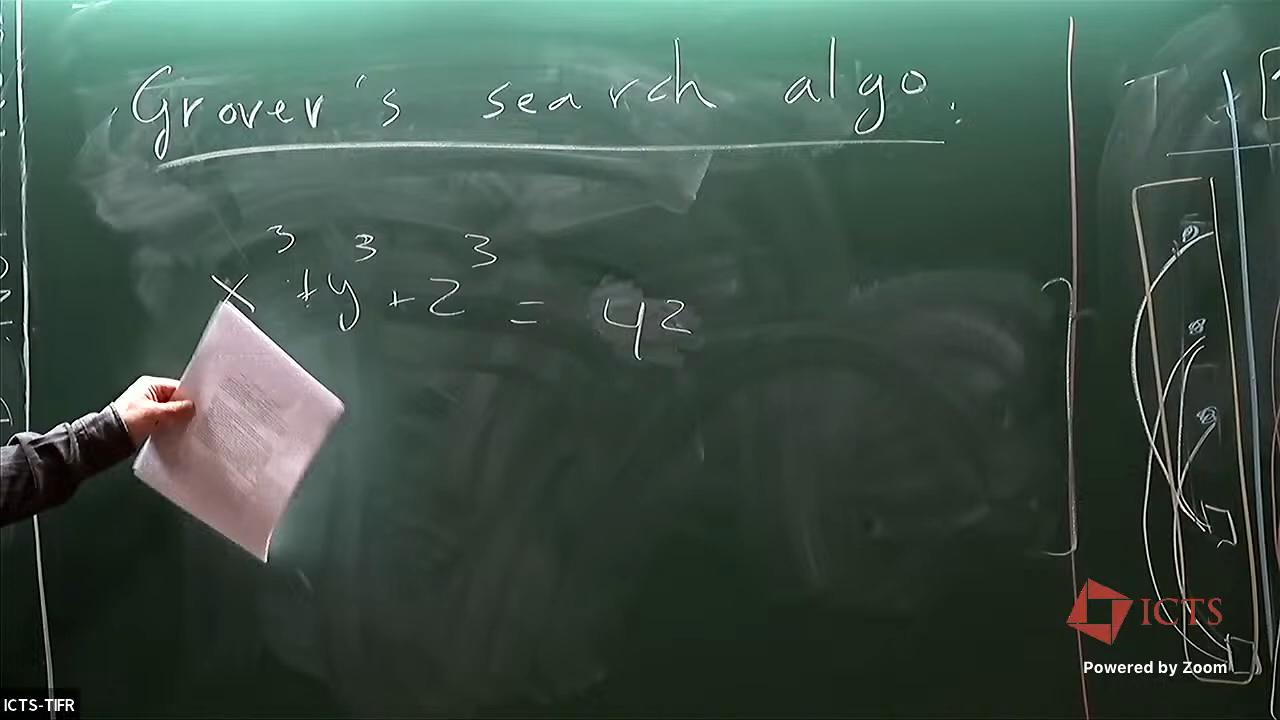 Grover's search algo.
x³ + y³ + z³ = 42
ICTS
Powered by Zoom
ICTS-TIFR